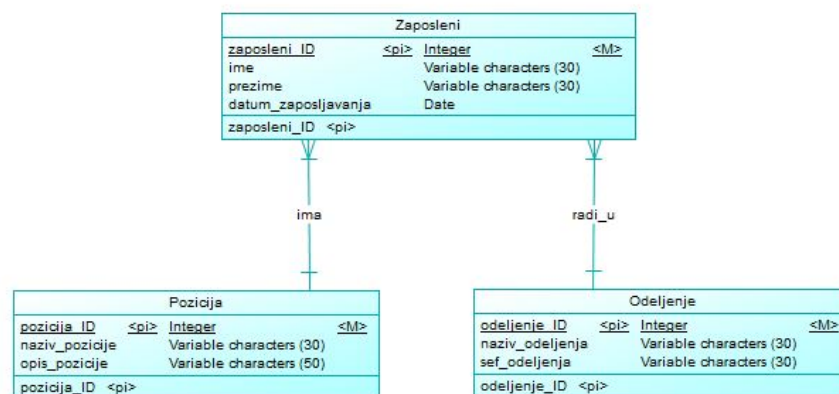 Zaposleni
zaposleni_ID <pi> Integer <M>
ime Variable characters (30)
prezime Variable characters (30)
datum_zaposljavanja Date
zaposleni_ID <pi>
ima
radi_u
Pozicija
pozicija_ID <pi> Integer <M>
naziv_pozicije Variable characters (30)
opis_pozicije Variable characters (50)
pozicija_ID <pi>
Odeljenje
odeljenje_ID <pi> Integer <M>
naziv_odeljenja Variable characters (30)
sef_odeljenja Variable characters (30)
odeljenje_ID <pi>